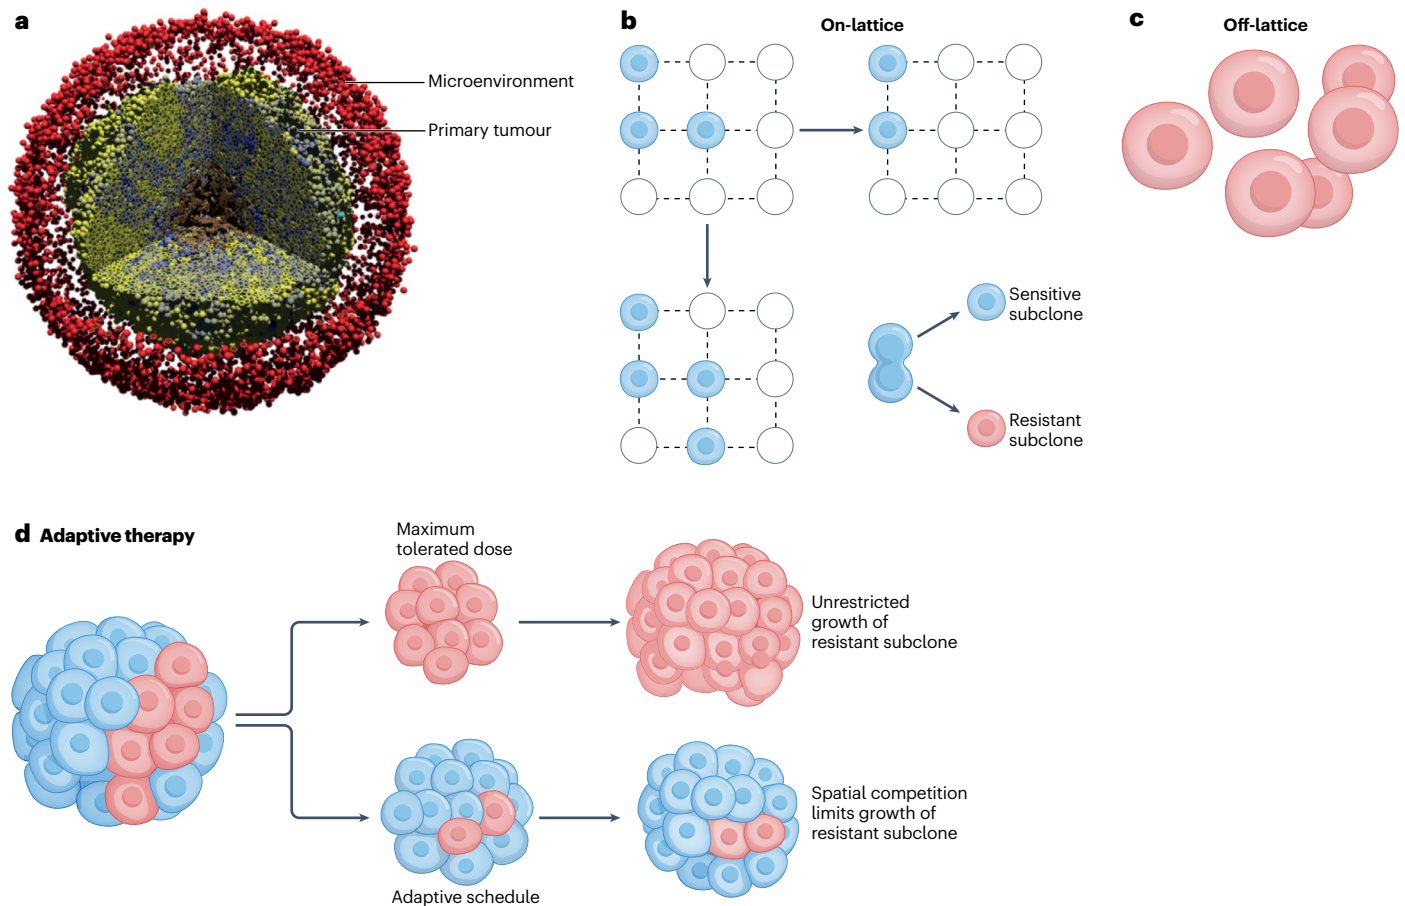 a
Microenvironment
Primary tumour
b
On-lattice
Sensitive
subclone
Resistant
subclone
c
Off-lattice
d Adaptive therapy
Maximum
tolerated dose
Unrestricted
growth of
resistant subclone
Adaptive schedule
Spatial competition
limits growth of
resistant subclone